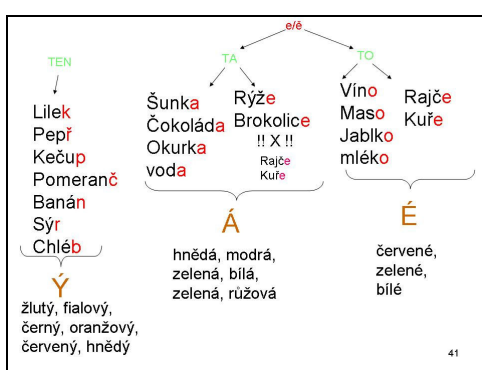 e/ě
TEN
Lilek
Pepř
Kečup
Pomeranč
Banán
Sýr
Chléb
Ý
žlutý, fialový,
černý, oranžový,
červený, hnědý
TA
Šunka
Čokoláda
Okurka
voda
Rýže
Brokolice
!! X !!
Rajče
Kuře
Á
hnědá, modrá,
zelená, bílá,
zelená, růžová
TO
Víno
Maso
Jablko
mléko
Rajče
Kuře
É
červené,
zelené,
bílé
41